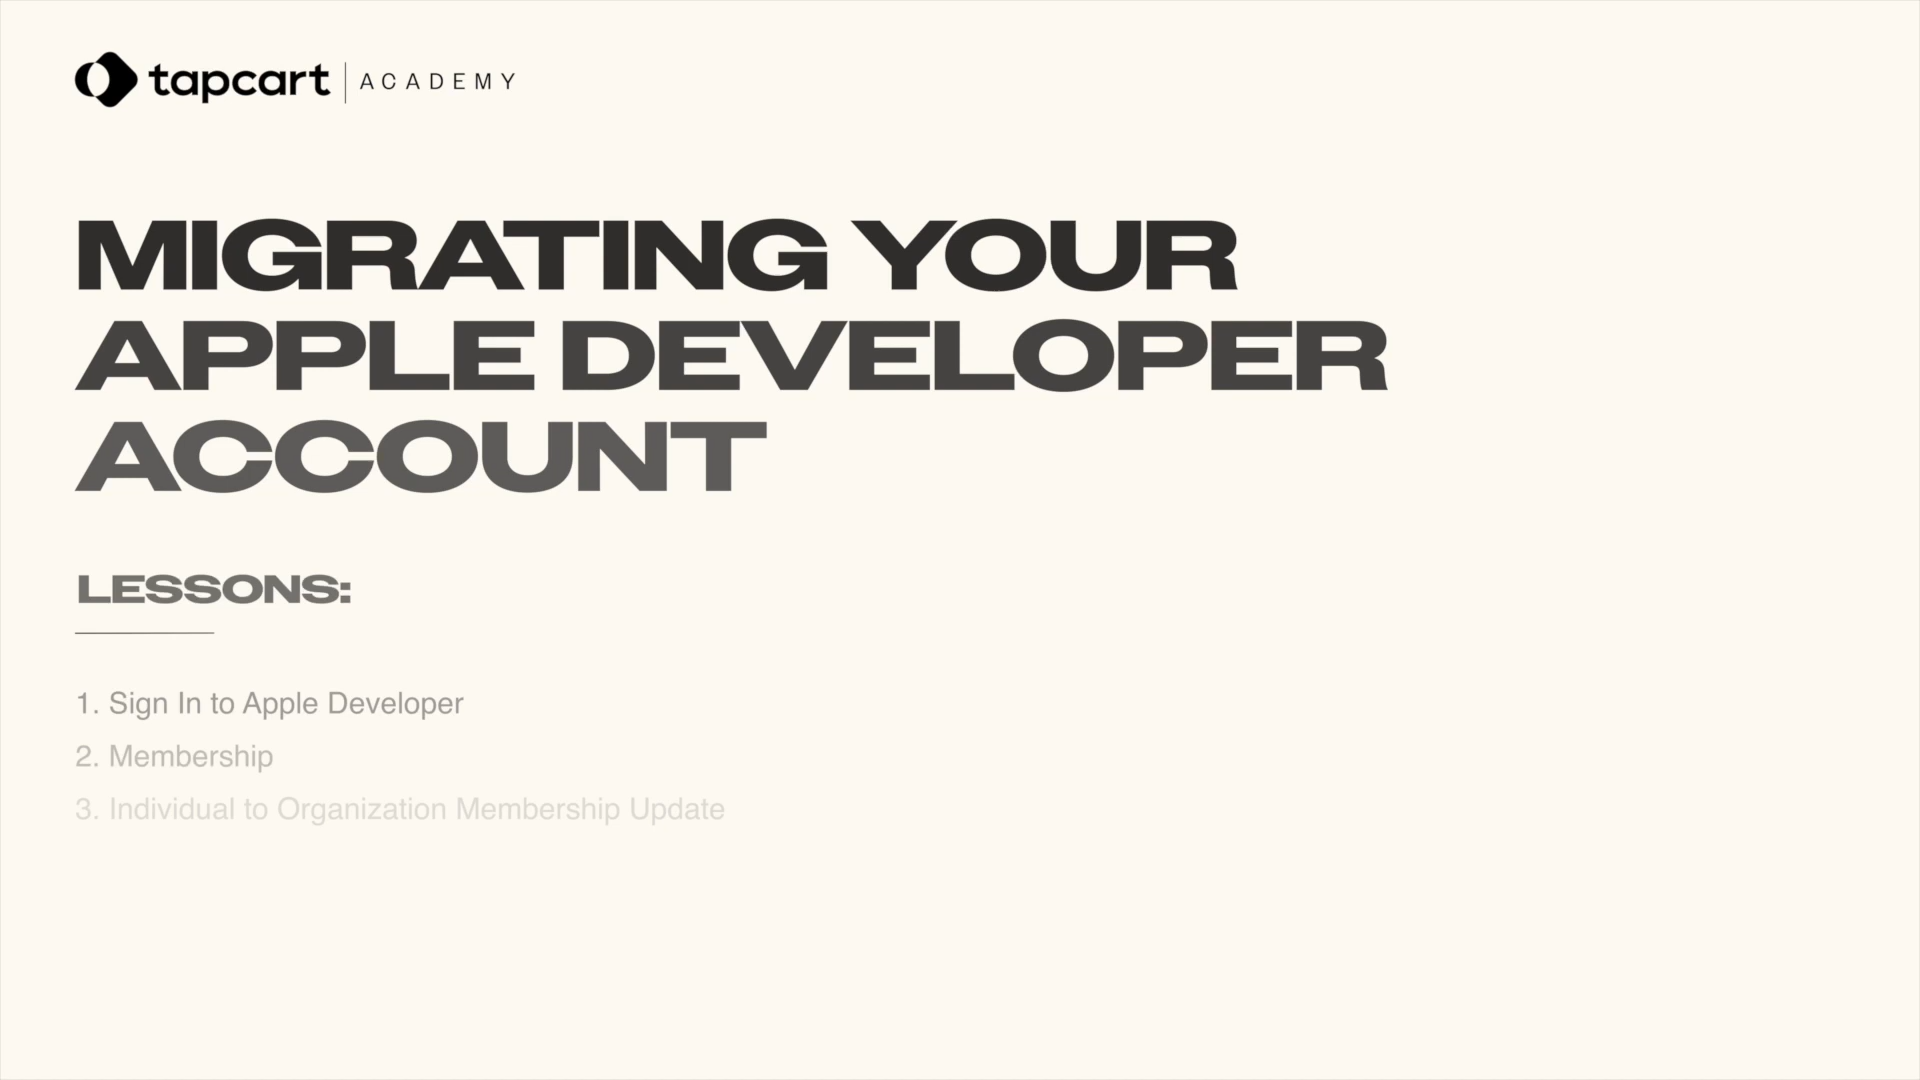 tapcart | ACADEMY
MIGRATING YOUR
APPLE DEVELOPER
ACCOUNT
LESSONS:
1. Sign In to Apple Developer
2. Membership
3. Individual to Organization Membership Update